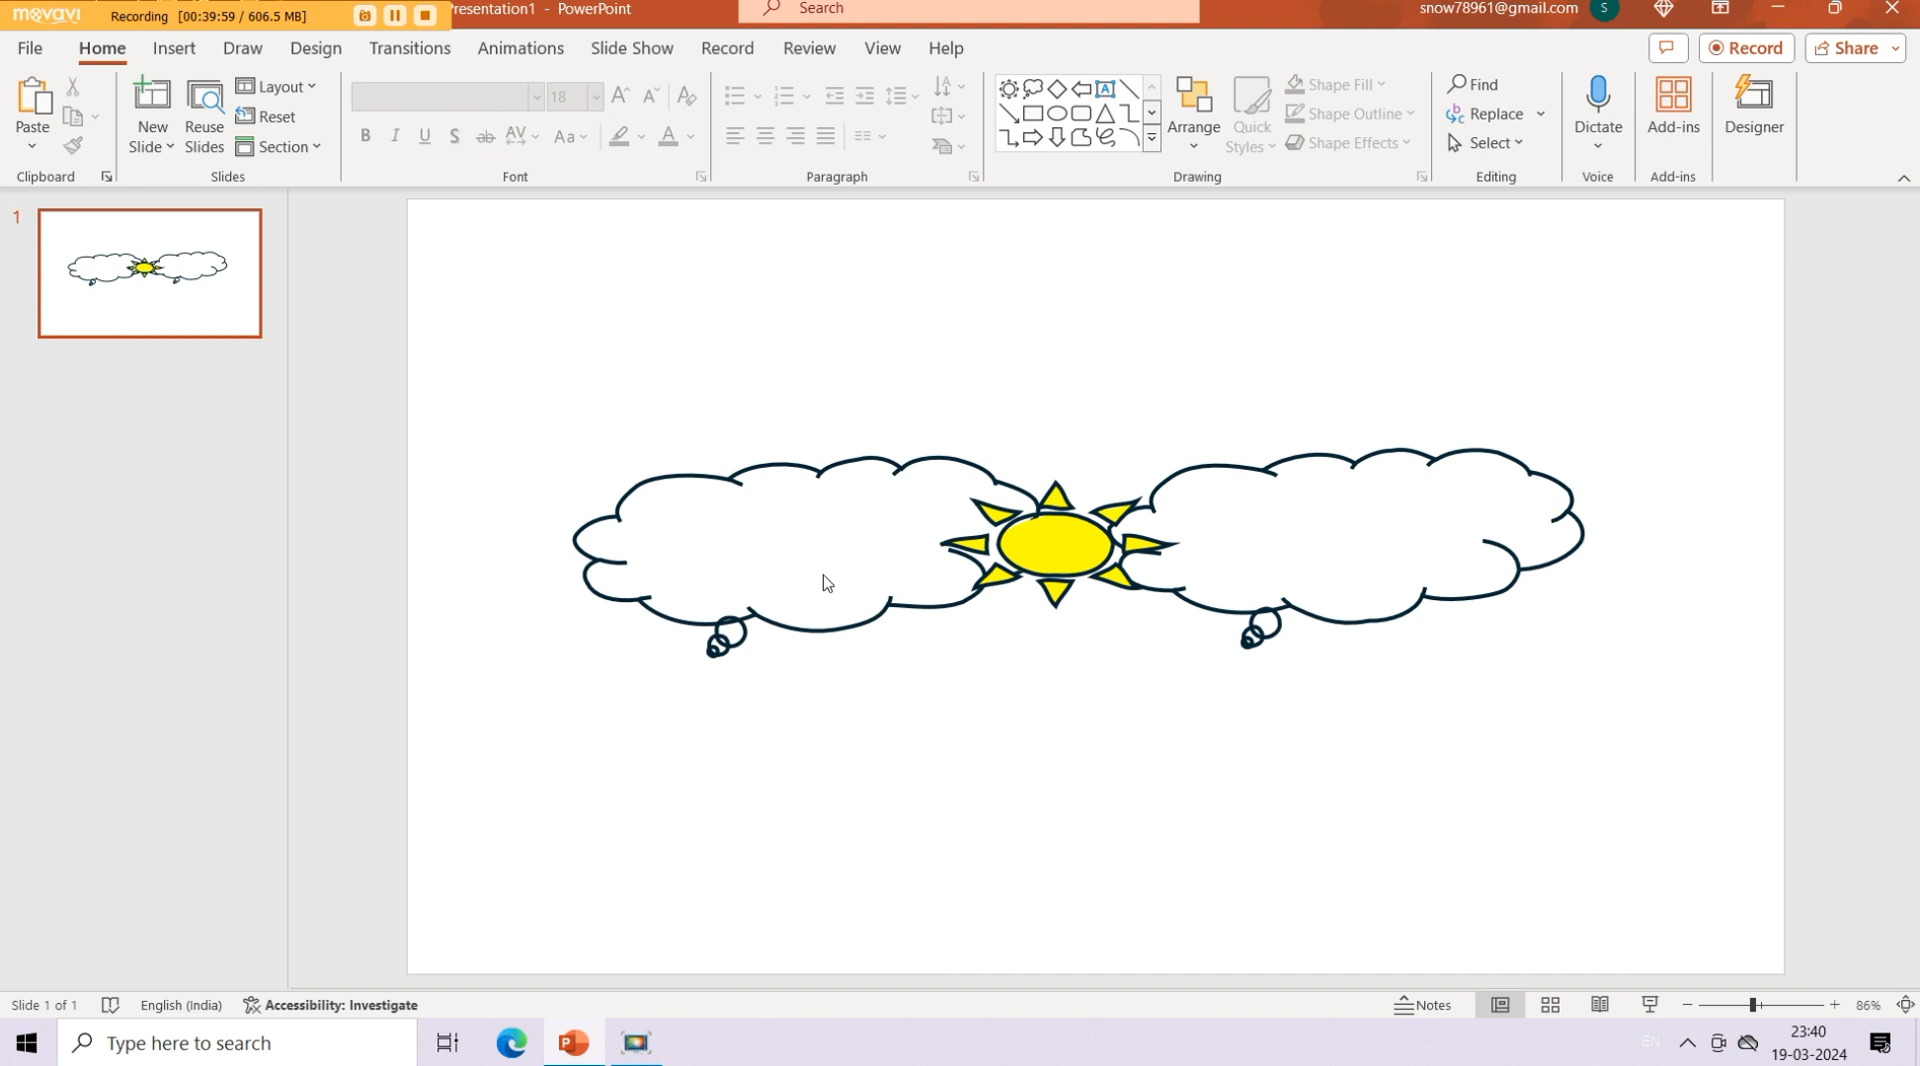 movavi Recording [00:39:59 / 606.5 MB] Presentation1 - PowerPoint Search snow78961@gmail.com S
File Home Insert Draw Design Transitions Animations Slide Show Record Review View Help Record Share
Paste New Slide Reuse Slides Layout Reset Section
18
B I U S ab AV Aa A
A
Arrange Quick Styles Shape Fill Shape Outline Shape Effects
Find Replace Select
Dictate Add-ins Designer
Clipboard Slides Font Paragraph Drawing Editing Voice Add-ins
1
Slide 1 of 1 English (India) Accessibility: Investigate Notes 86%
Type here to search 23:40
19-03-2024